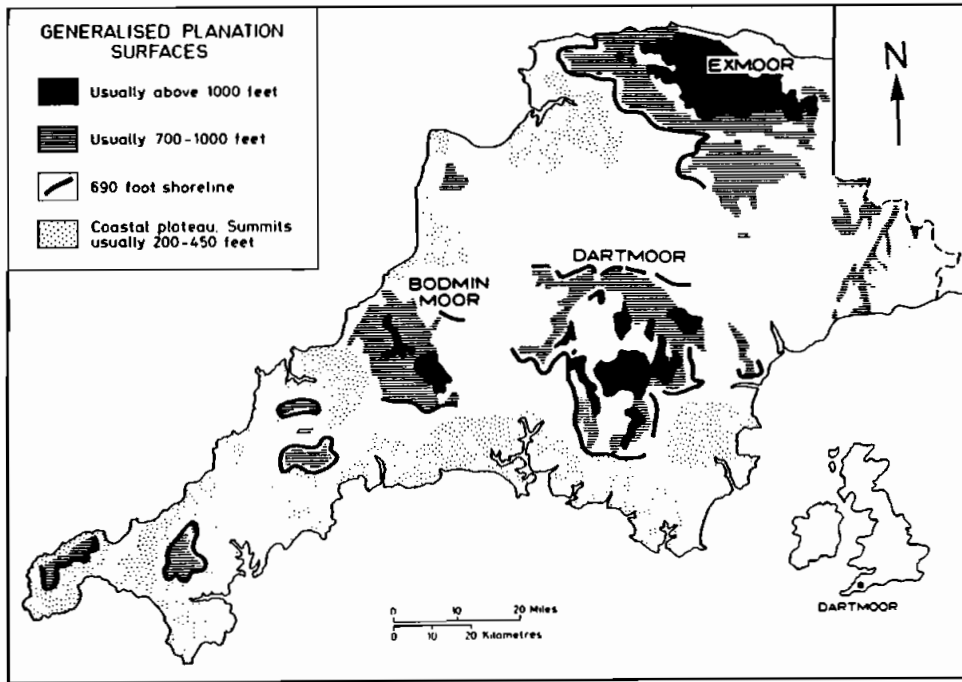 GENERALISED PLANATION
SURFACES
Usually above 1000 feet
Usually 700-1000 feet
690 foot shoreline
Coastal plateau. Summits
usually 200-450 feet
EXMOOR
N
DARTMOOR
BODMIN
MOOR
0 10 20 Miles
0 10 20 Kilometres
DARTMOOR